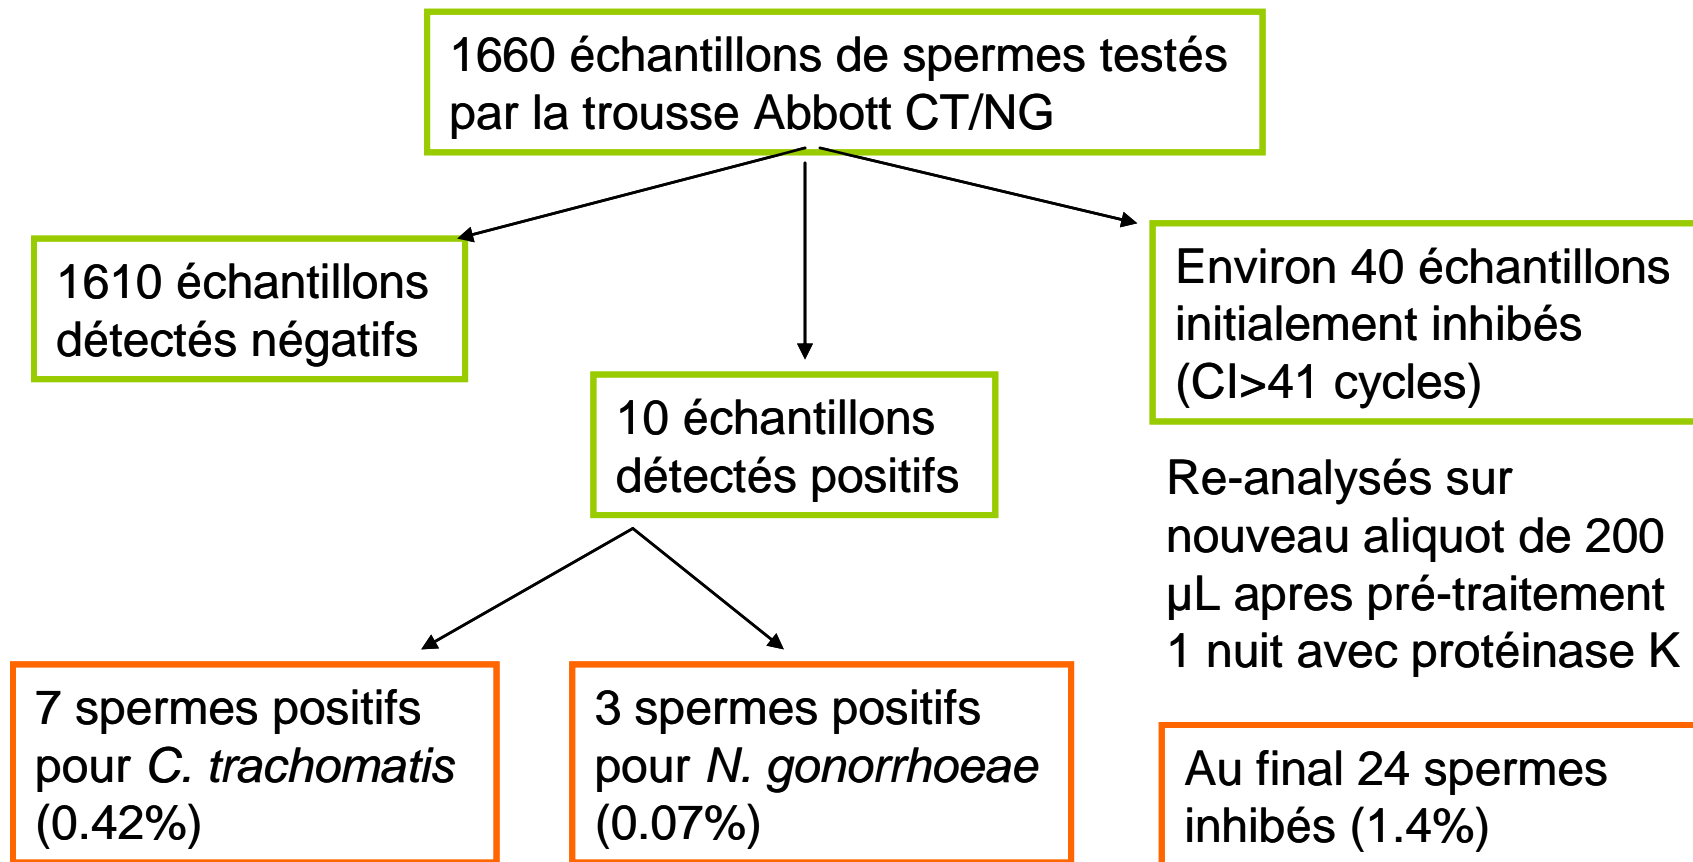 1660 échantillons de spermes testés
par la trousse Abbott CT/NG
1610 échantillons
détectés négatifs
10 échantillons
détectés positifs
Environ 40 échantillons
initialement inhibés
(CI>41 cycles)
Re-analysés sur
nouveau aliquot de 200
µL apres pré-traitement
1 nuit avec protéinase K
7 spermes positifs
pour C. trachomatis
(0.42%)
3 spermes positifs
pour N. gonorrhoeae
(0.07%)
Au final 24 spermes
inhibés (1.4%)